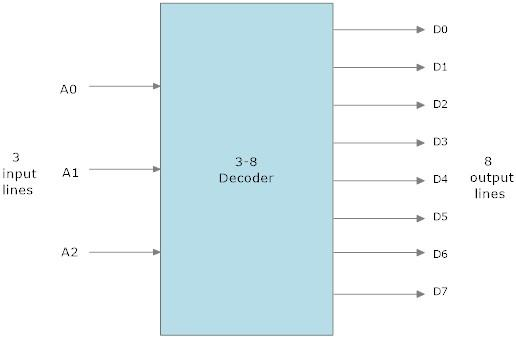 3
input
lines
A0
A1
A2
3-8
Decoder
D0
D1
D2
D3
D4
D5
D6
D7
8
output
lines